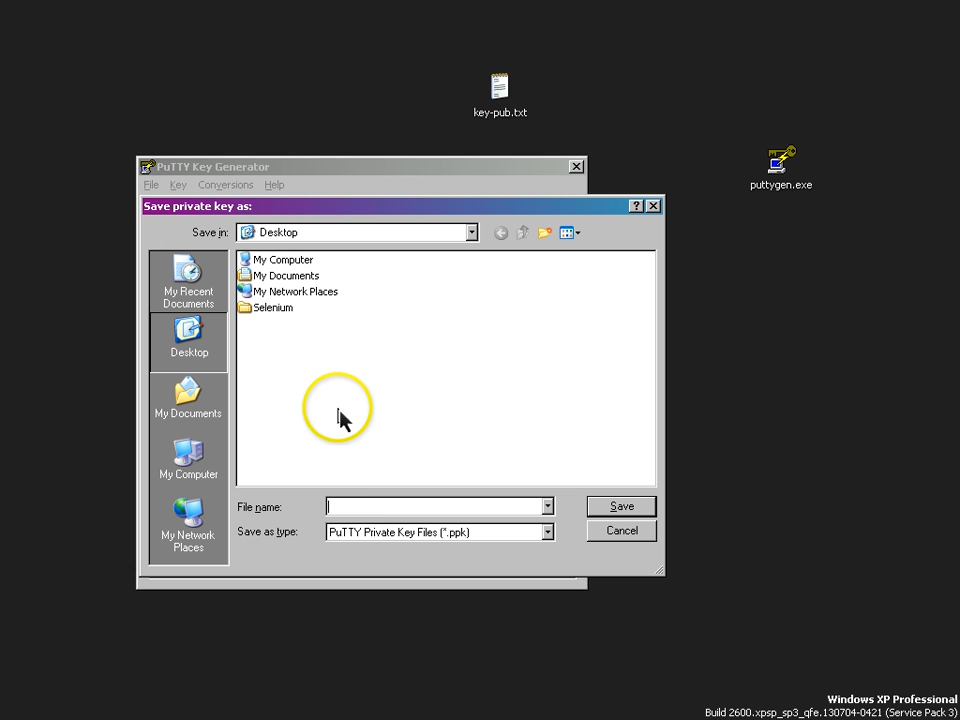 key-pub.txt
puttygen.exe
PuTTY Key Generator
File Key Conversions Help
Save private key as:
Save in: Desktop
My Recent
Documents
Desktop
My Documents
My Computer
My Network
Places
My Computer
My Documents
My Network Places
Selenium
File name:
Save
Save as type: PuTTY Private Key Files (*.ppk)
Cancel
Windows XP Professional
Build 2600.xpsp_sp3_qfe.130704-0421 (Service Pack 3)